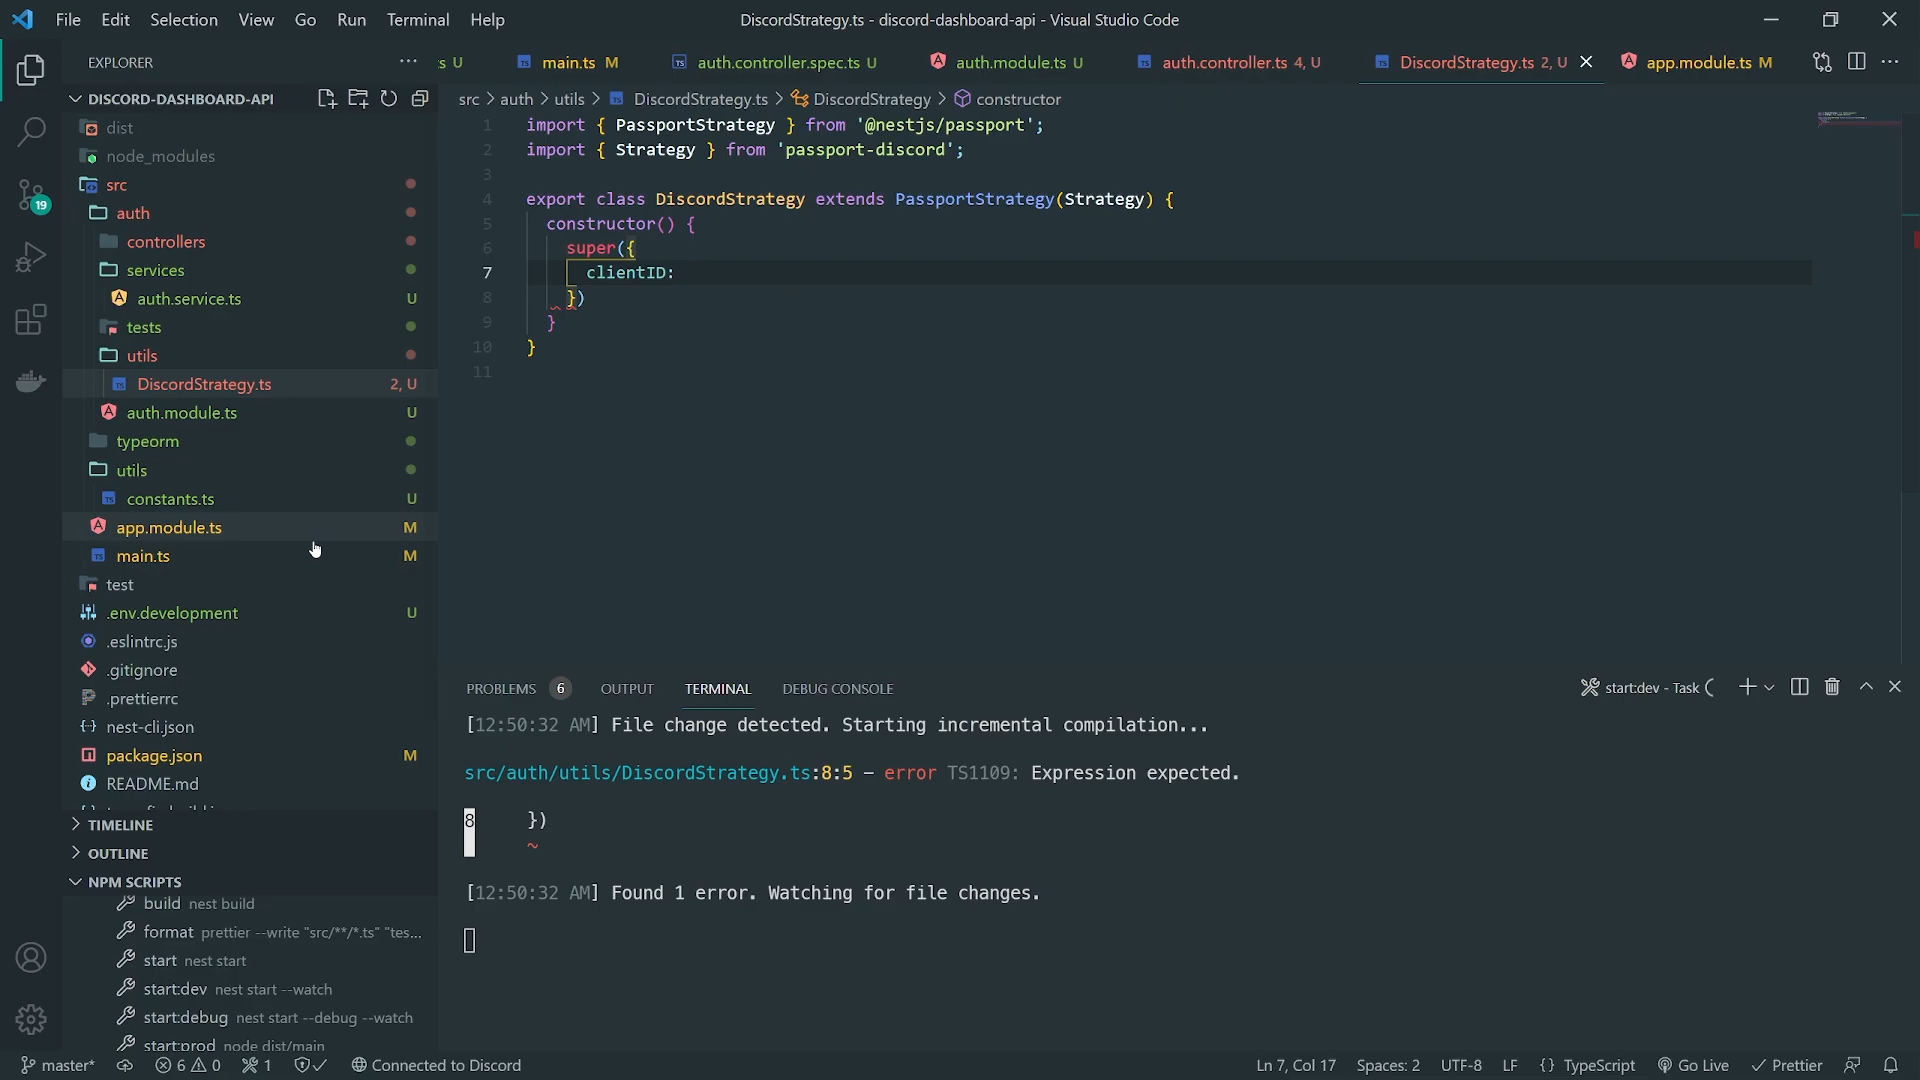 File Edit Selection View Go Run Terminal Help
DiscordStrategy.ts - discord-dashboard-api - Visual Studio Code
EXPLORER
s U
main.ts M
auth.controller.spec.ts U
auth.module.ts U
auth.controller.ts 4, U
DiscordStrategy.ts 2, U
app.module.ts M
DISCORD-DASHBOARD-API
src > auth > utils > DiscordStrategy.ts > DiscordStrategy > constructor
dist
node_modules
src
auth
controllers
services
auth.service.ts U
tests
utils
DiscordStrategy.ts 2, U
auth.module.ts U
typeorm
utils
constants.ts U
app.module.ts M
main.ts M
test
.env.development U
.eslintrc.js
.gitignore
.prettierrc
nest-cli.json
package.json M
README.md
TIMELINE
OUTLINE
NPM SCRIPTS
build nest build
format prettier --write "src/**/*.ts" "tes...
start nest start
start:dev nest start --watch
start:debug nest start --debug --watch
start:prod node dist/main
19
1 import { PassportStrategy } from '@nestjs/passport';
2 import { Strategy } from 'passport-discord';
3
4 export class DiscordStrategy extends PassportStrategy(Strategy) {
5 constructor() {
6 super({
7 clientID:
8 })
9 }
10 }
11
PROBLEMS 6 OUTPUT TERMINAL DEBUG CONSOLE
start:dev - Task
[12:50:32 AM] File change detected. Starting incremental compilation...
src/auth/utils/DiscordStrategy.ts:8:5 - error TS1109: Expression expected.
8 })
~
[12:50:32 AM] Found 1 error. Watching for file changes.
master* 6 0 1 Connected to Discord
Ln 7, Col 17 Spaces: 2 UTF-8 LF {} TypeScript Go Live Prettier